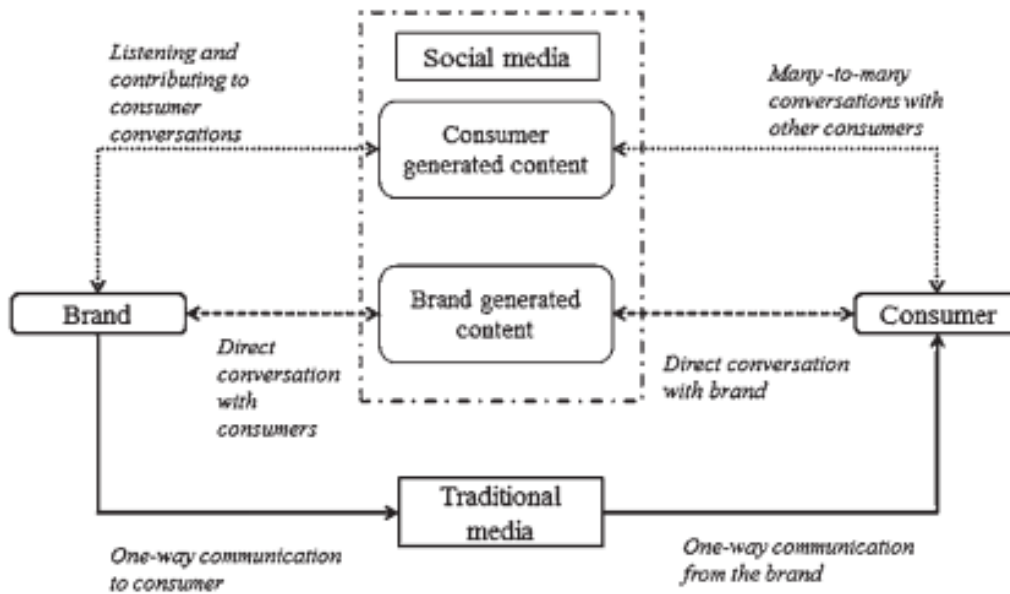 Listening and
contributing to
consumer
conversations
Social media
Consumer
generated content
Many -to-many
conversations with
other consumers
Brand
Brand generated
content
Consumer
Direct
conversation
with
consumers
Direct conversation
with brand
Traditional
media
One-way communication
to consumer
One-way communication
from the brand